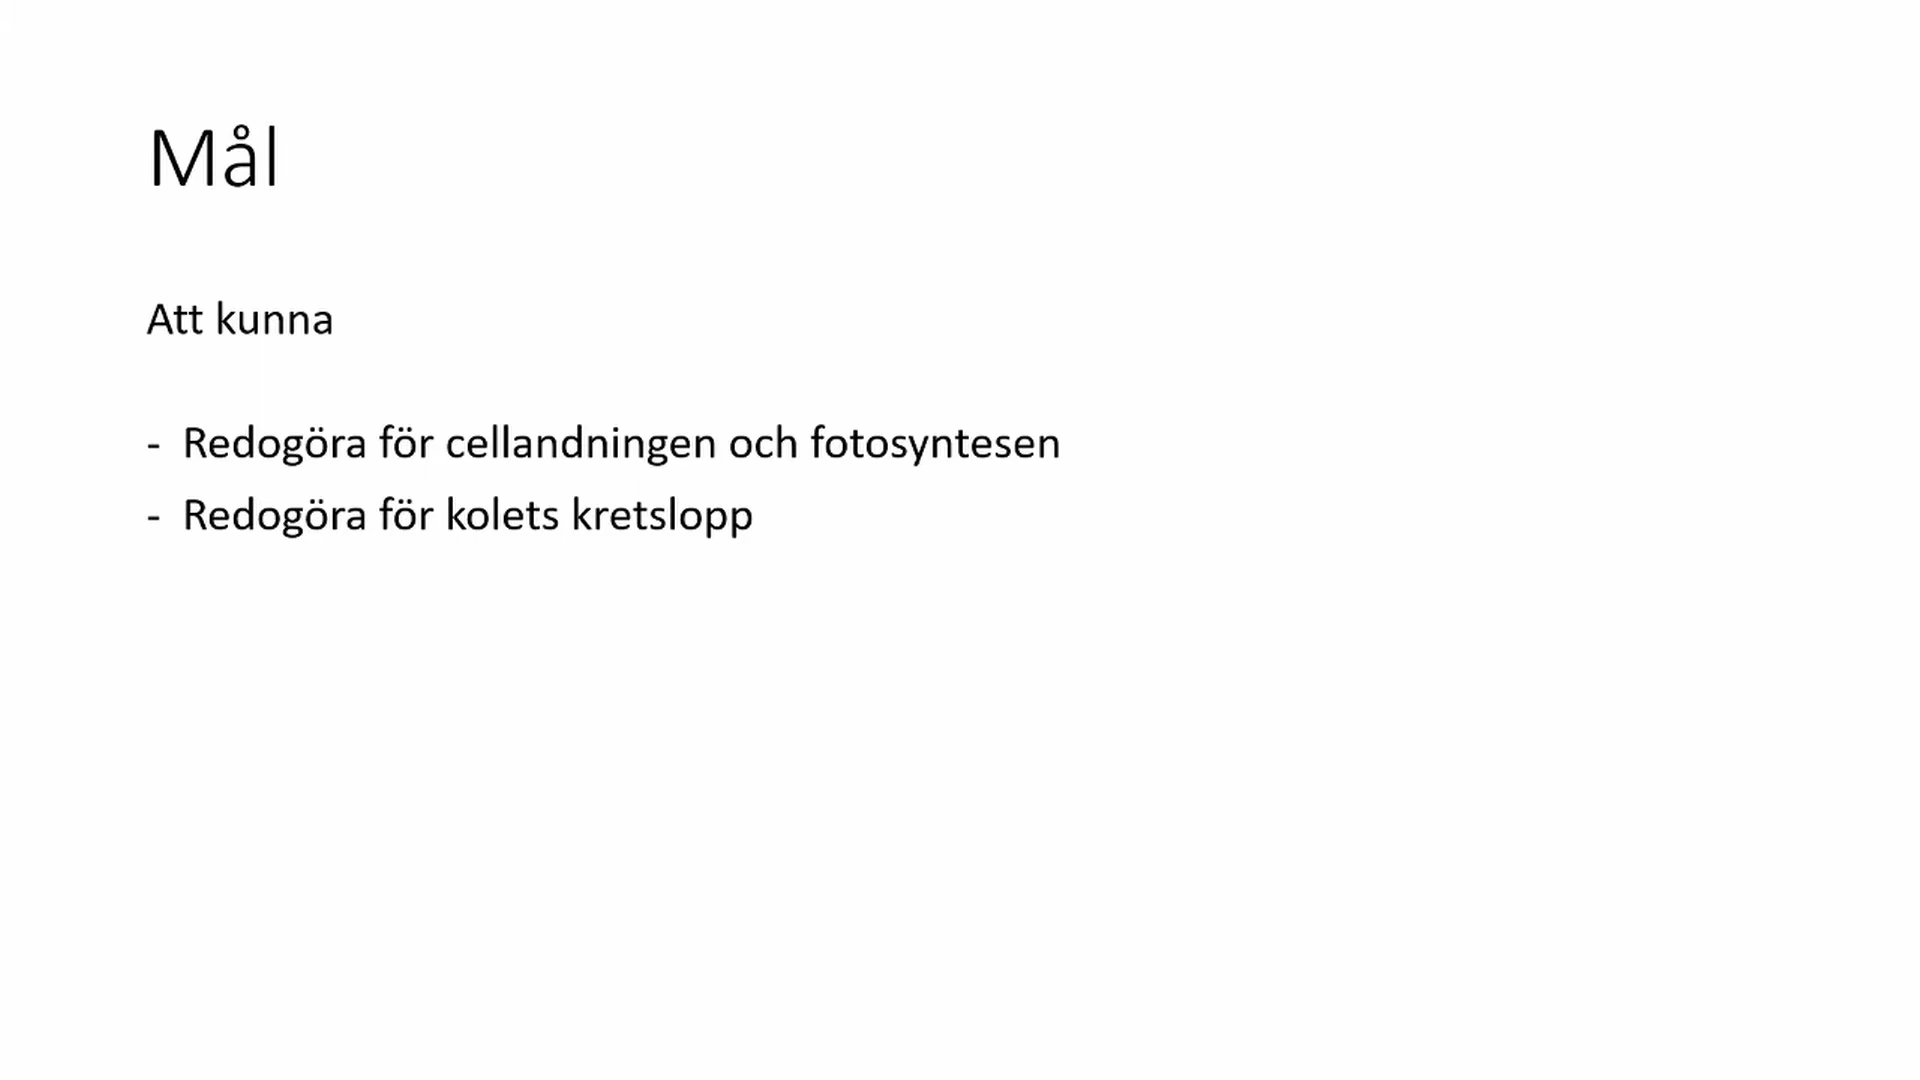 Mål
Att kunna
- Redogöra för cellandningen och fotosyntesen
- Redogöra för kolets kretslopp